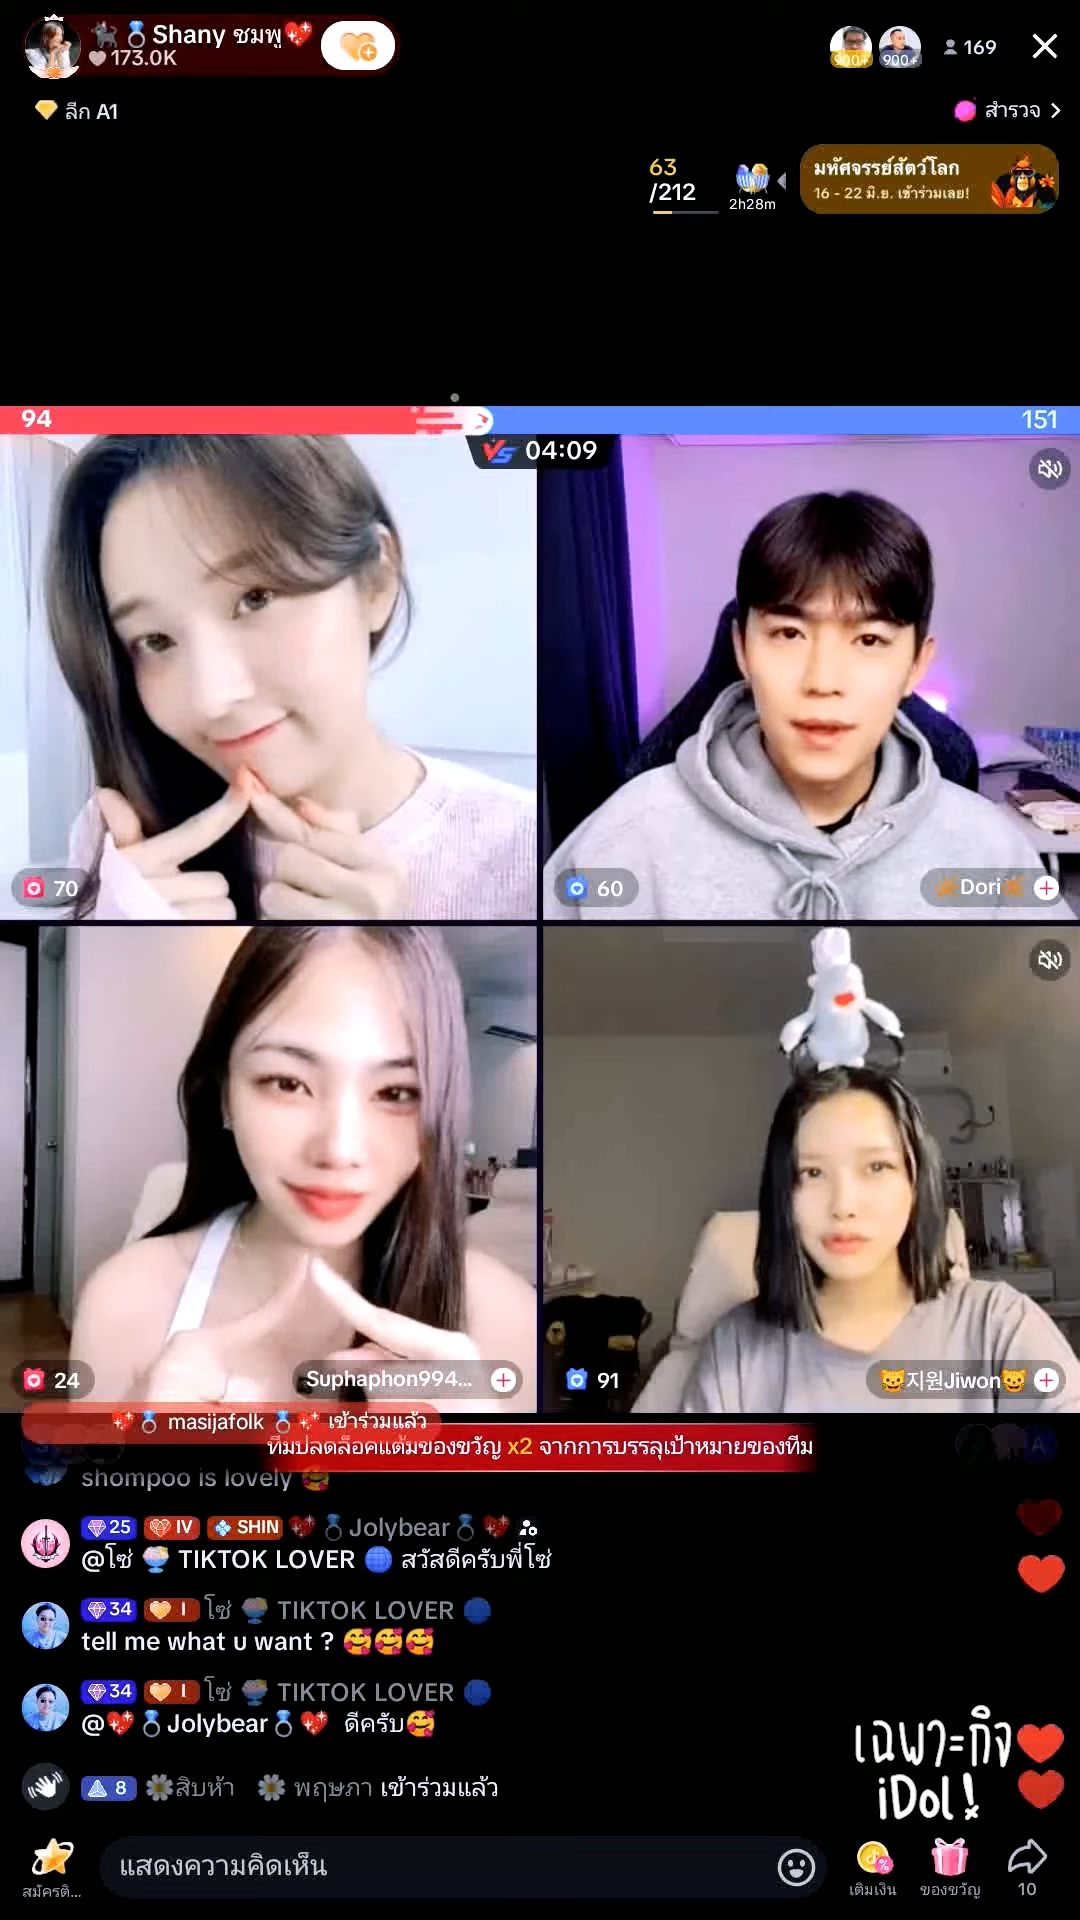 🐈‍⬛💍Shany ชมพู💖
173.0K
900+
900+
169
ลีก A1
สำรวจ
63
/212
2h28m
มหัศจรรย์สัตว์โลก
16 - 22 มิ.ย. เข้าร่วมเลย!
94
151
VS 04:09
70
60
Dori
24
Suphaphon994...
91
🐱지원Jiwon🐱
💖💍 masijafolk 💍💖 เข้าร่วมแล้ว
ทีมปลดล็อคแต้มของขวัญ x2 จากการบรรลุเป้าหมายของทีม
shompoo is lovely 🥰
25 IV SHIN 💖💍Jolybear💍💖
@โซ่ 🍧 TIKTOK LOVER 🌐 สวัสดีครับพี่โซ่
34 I โซ่ 🍧 TIKTOK LOVER 🌐
tell me what u want ? 🥰🥰🥰
34 I โซ่ 🍧 TIKTOK LOVER 🌐
@💖💍Jolybear💍💖 ดีครับ🥰
8 🌼สิบห้า 🌼 พฤษภา เข้าร่วมแล้ว
เฉพาะกิจ
iDol!
แสดงความคิดเห็น
สมัครติ...
เติมเงิน
ของขวัญ
10